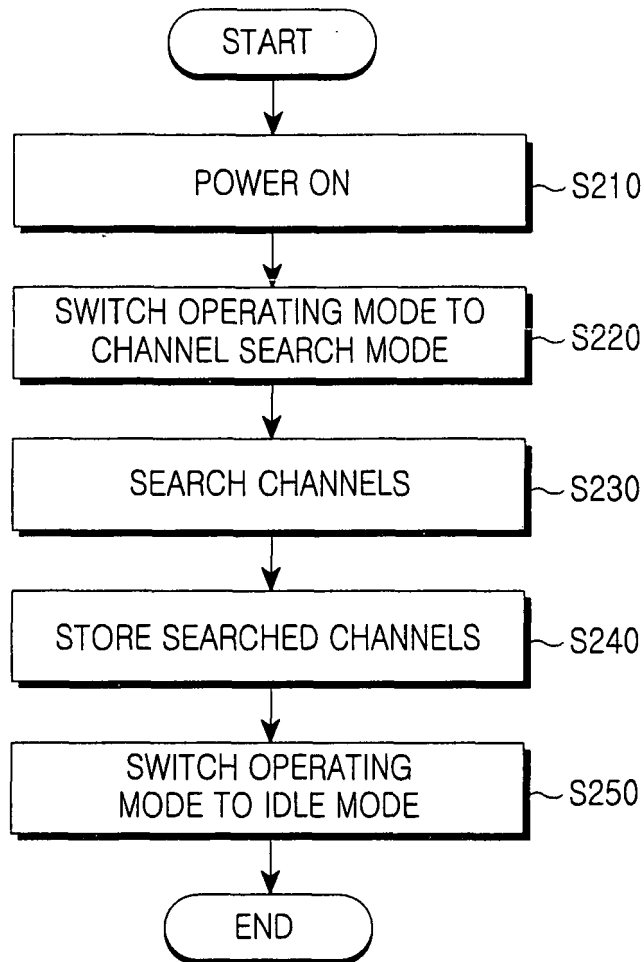 START
POWER ON
S210
SWITCH OPERATING MODE TO
CHANNEL SEARCH MODE
S220
SEARCH CHANNELS
S230
STORE SEARCHED CHANNELS
S240
SWITCH OPERATING
MODE TO IDLE MODE
S250
END